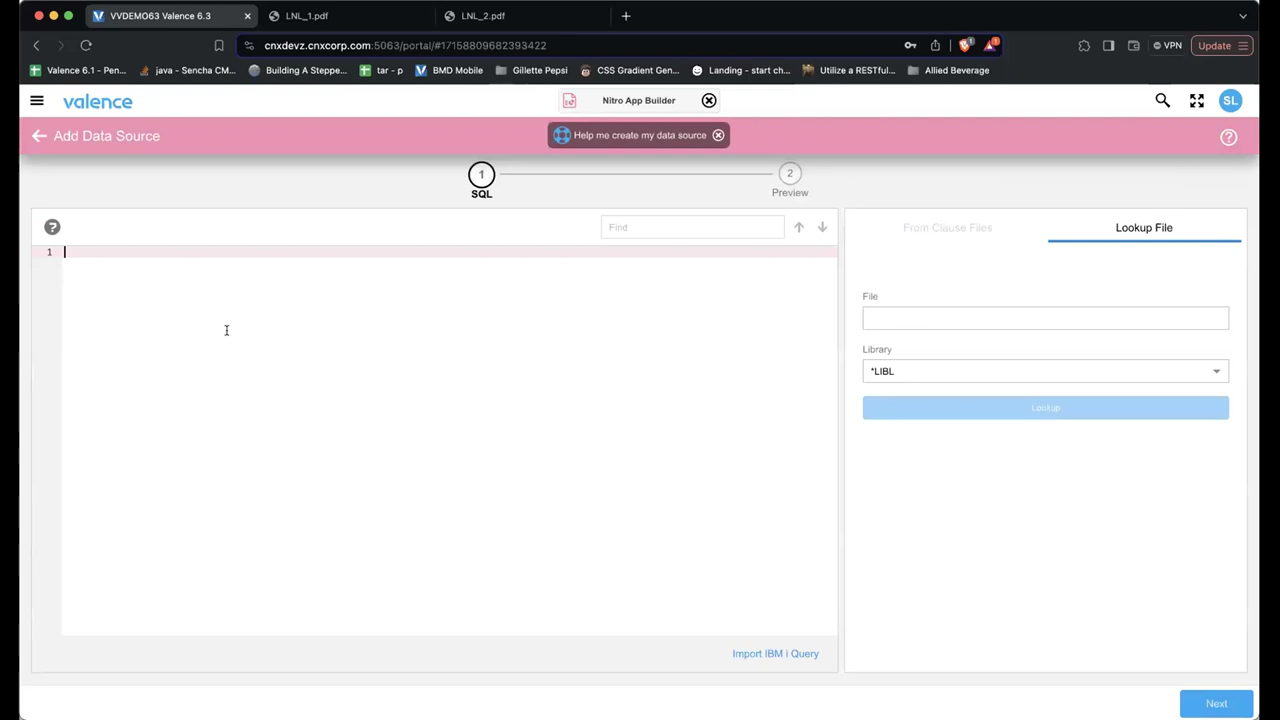 VVDEMO63 Valence 6.3
LNL_1.pdf
LNL_2.pdf
cnxdevz.cnxcorp.com:5063/portal/#17158809682393422
1
VPN
Update
Valence 6.1 - Pen...
java - Sencha CM...
Building A Steppe...
tar - p
BMD Mobile
Gillette Pepsi
CSS Gradient Gen...
Landing - start ch...
Utilize a RESTful...
Allied Beverage
valence
Nitro App Builder
SL
Add Data Source
Help me create my data source
?
1
SQL
2
Preview
?
Find
From Clause Files
Lookup File
1
File
Library
*LIBL
Lookup
Import IBM i Query
Next